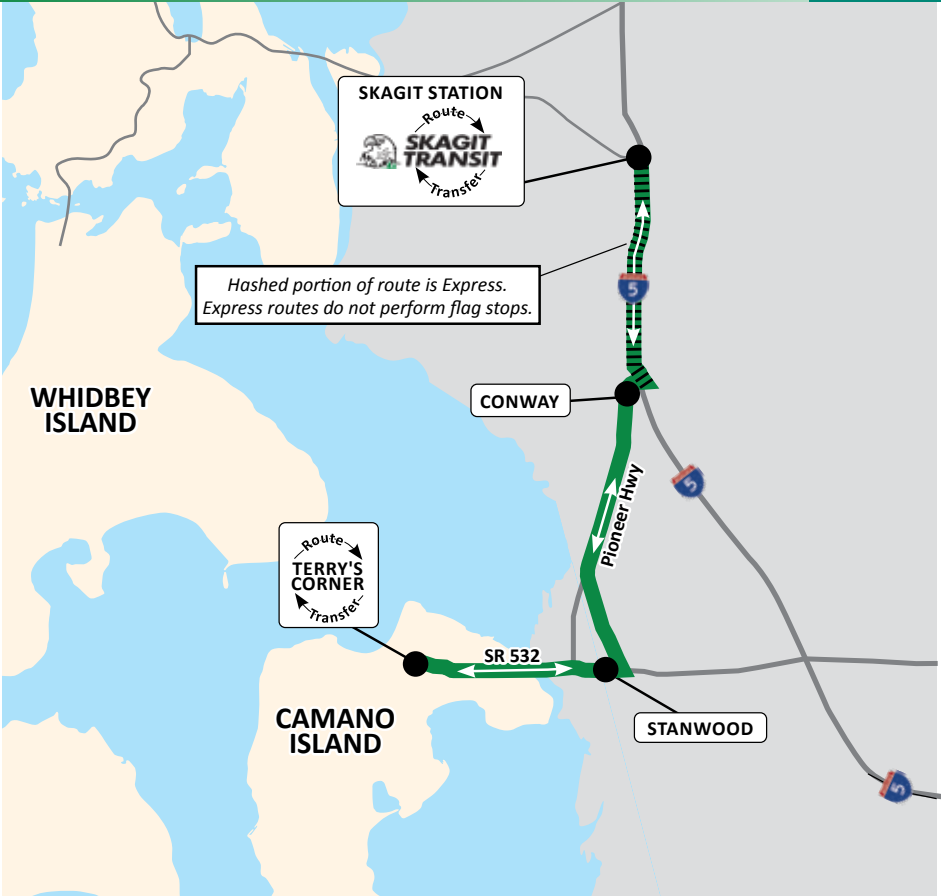 SKAGIT STATION
Route
SKAGIT
TRANSIT
Transfer
Hashed portion of route is Express.
Express routes do not perform flag stops.
5
WHIDBEY
ISLAND
CONWAY
5
Pioneer Hwy
Route
TERRY'S
CORNER
Transfer
SR 532
CAMANO
ISLAND
STANWOOD
5